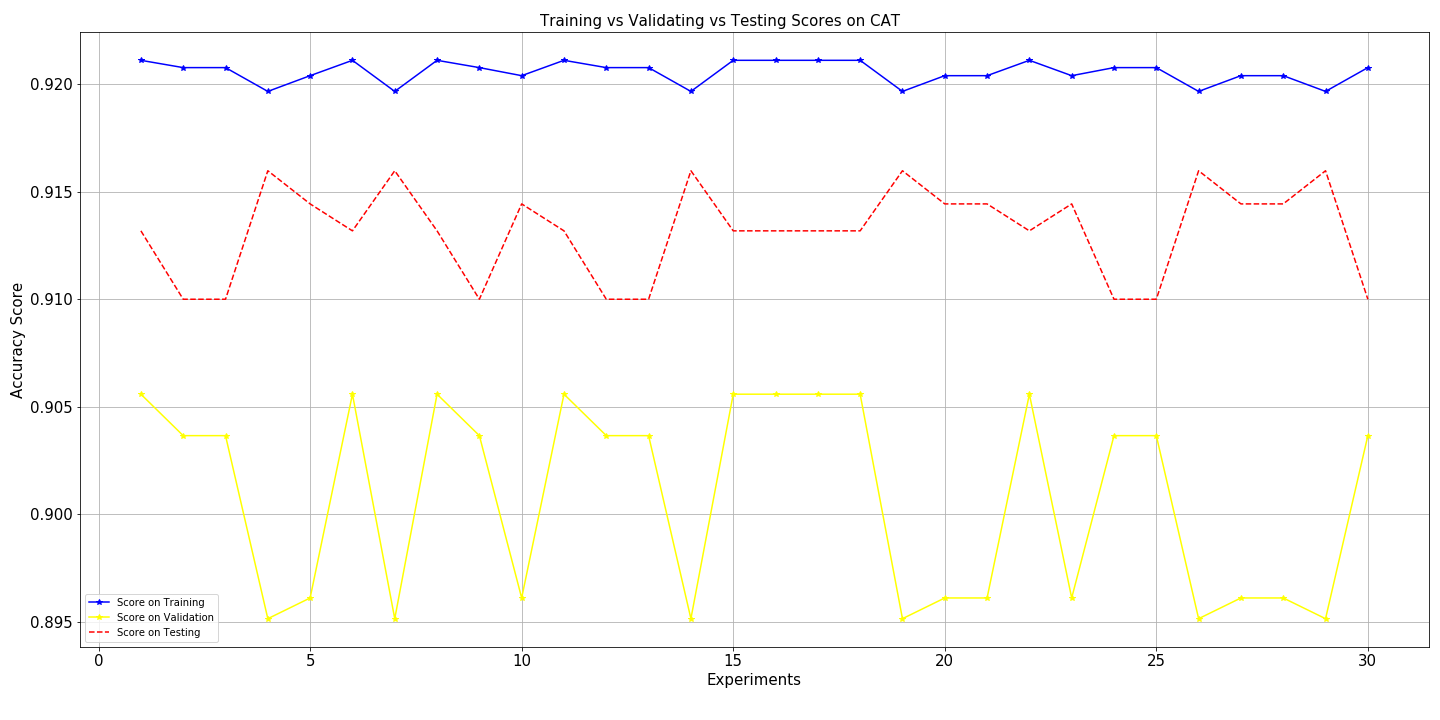 Training vs Validating vs Testing Scores on CAT
Accuracy Score
0.920
0.915
0.910
0.905
0.900
0.895
Score on Training
Score on Validation
Score on Testing
0 5 10 15 20 25 30
Experiments